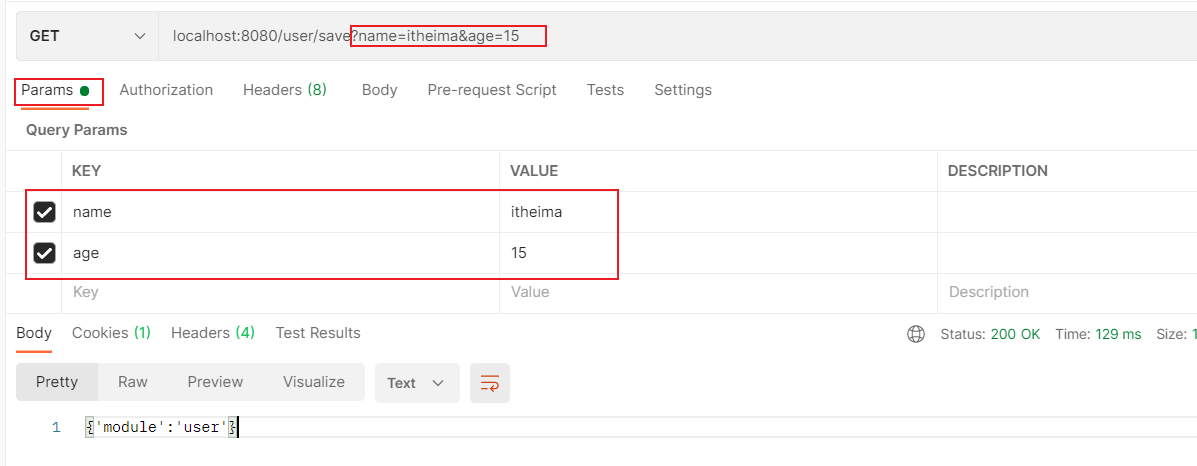 GET localhost:8080/user/save?name=itheima&age=15
Params Authorization Headers (8) Body Pre-request Script Tests Settings
Query Params
KEY VALUE DESCRIPTION
name itheima
age 15
Key Value Description
Body Cookies (1) Headers (4) Test Results Status: 200 OK Time: 129 ms Size: 1
Pretty Raw Preview Visualize Text
1 {'module':'user'}